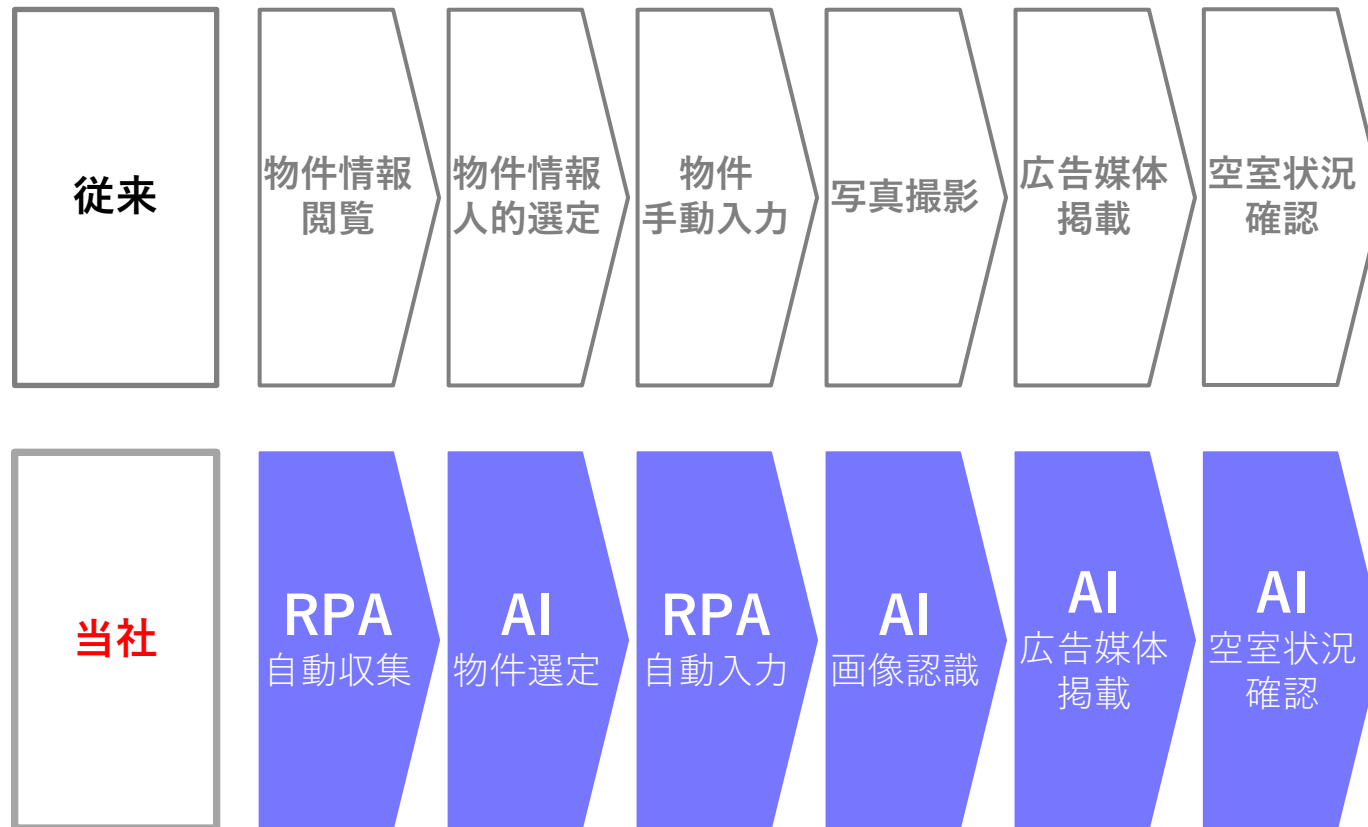 従来
物件情報
閲覧
物件情報
人的選定
物件
手動入力
写真撮影
広告媒体
掲載
空室状況
確認
当社
RPA
自動収集
AI
物件選定
RPA
自動入力
AI
画像認識
AI
広告媒体
掲載
AI
空室状況
確認